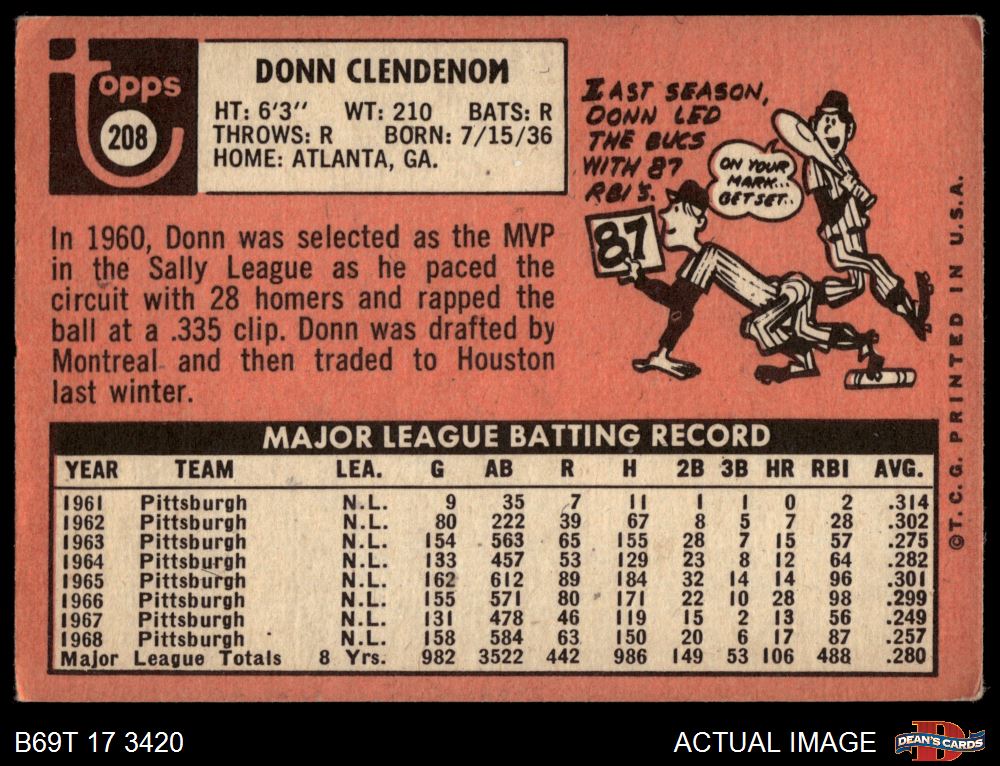 Topps
208
DONN CLENDENON
HT: 6'3" WT: 210 BATS: R
THROWS: R BORN: 7/15/36
HOME: ATLANTA, GA.
LAST SEASON,
DONN LED
THE BUCS
WITH 87
RBI'S.
ON YOUR
MARK...
GET SET..
87
In 1960, Donn was selected as the MVP
in the Sally League as he paced the
circuit with 28 homers and rapped the
ball at a .335 clip. Donn was drafted by
Montreal and then traded to Houston
last winter.
MAJOR LEAGUE BATTING RECORD
YEAR TEAM LEA. G AB R H 2B 3B HR RBI AVG.
1961 Pittsburgh N.L. 9 35 7 11 1 1 0 2 .314
1962 Pittsburgh N.L. 80 222 39 67 8 5 7 28 .302
1963 Pittsburgh N.L. 154 563 65 155 28 7 15 57 .275
1964 Pittsburgh N.L. 133 457 53 129 23 8 12 64 .282
1965 Pittsburgh N.L. 162 612 89 184 32 14 14 96 .301
1966 Pittsburgh N.L. 155 571 80 171 22 10 28 98 .299
1967 Pittsburgh N.L. 131 478 46 119 15 2 13 56 .249
1968 Pittsburgh N.L. 158 584 63 150 20 6 17 87 .257
Major League Totals 8 Yrs. 982 3522 442 986 149 53 106 488 .280
©T. C. G. PRINTED IN U.S.A.
B69T 17 3420
ACTUAL IMAGE
DEAN'S CARDS